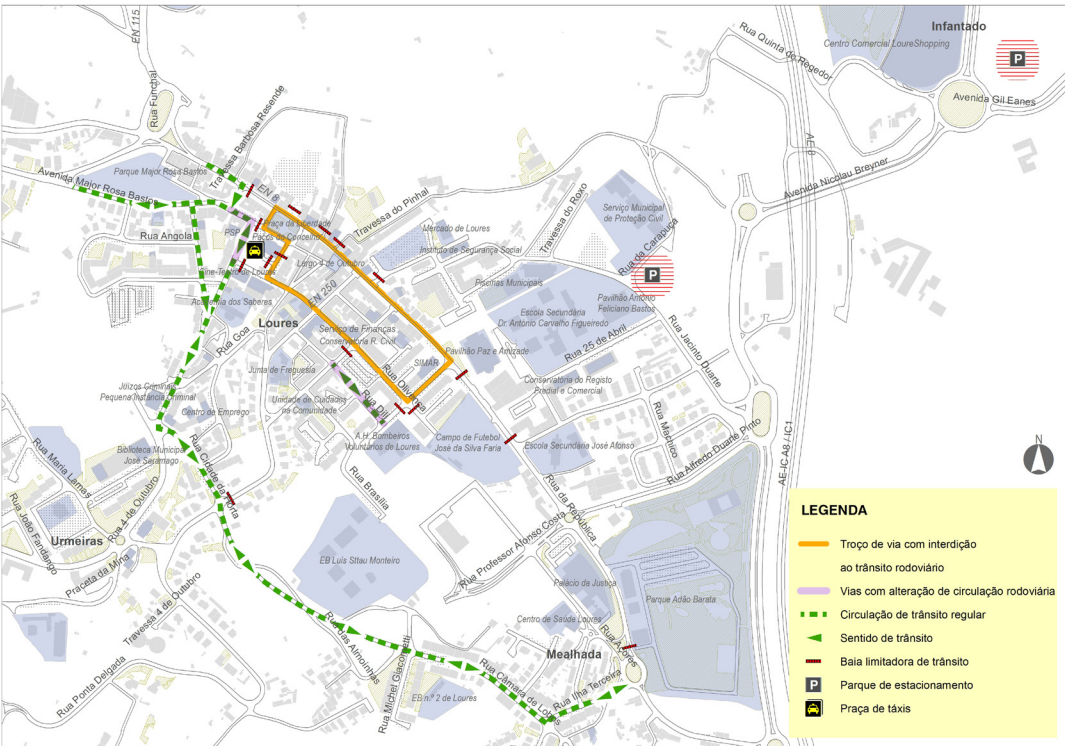 Infantado
Centro Comercial LoureShopping
Rua Quinta do Regedor
P
Avenida Gil Eanes
EN 115
Rua Funchal
AE 8
Travessa Barbosa Resende
Avenida Nicolau Breyner
Parque Major Rosa Bastos
Avenida Major Rosa Bastos
EN 8
Travessa do Pinhal
Travessa do Roxo
Serviço Municipal
de Proteção Civil
Rua da Carapuça
Praça da Liberdade
PSP
Paços do Concelho
Mercado de Loures
Rua Angola
Instituto de Segurança Social
Largo 4 de Outubro
Cine-Teatro de Loures
P
Piscinas Municipais
EN 250
Academia dos Saberes
Pavilhão António
Feliciano Bastos
Escola Secundária
Dr. António Carvalho Figueiredo
Loures
Rua Goa
Serviço de Finanças
Conservatória R. Civil
Rua 25 de Abril
Rua Jacinto Duarte
Pavilhão Paz e Amizade
SIMAR
Junta de Freguesia
Rua Olivença
Rua Diu
Juízos Criminais
Pequena Instância Criminal
Conservatória do Registo
Predial e Comercial
Unidade de Cuidados
na Comunidade
Centro de Emprego
Rua Machico
Rua Alfredo Duarte Pinto
AE-IC A8 / IC1
A.H. Bombeiros
Voluntários de Loures
Campo de Futebol
José da Silva Faria
Escola Secundária José Afonso
Rua Maria Lamas
Biblioteca Municipal
José Saramago
Rua Cidade da Horta
Rua Brasília
Rua da República
N
Rua João Fandango
Rua 4 de Outubro
Urmeiras
Rua Professor Afonso Costa
EB Luís Sttau Monteiro
Praceta da Mina
Travessa 4 de Outubro
Palácio da Justiça
Parque Adão Barata
Centro de Saúde Loures
Rua Açores
Rua das Almoinhas
Rua Michel Giacometti
Mealhada
Rua Ponta Delgada
Rua Câmara de Lobos
Rua Ilha Terceira
EB n.º 2 de Loures
LEGENDA
Troço de via com interdição
ao trânsito rodoviário
Vias com alteração de circulação rodoviária
Circulação de trânsito regular
Sentido de trânsito
Baia limitadora de trânsito
P Parque de estacionamento
Praça de táxis